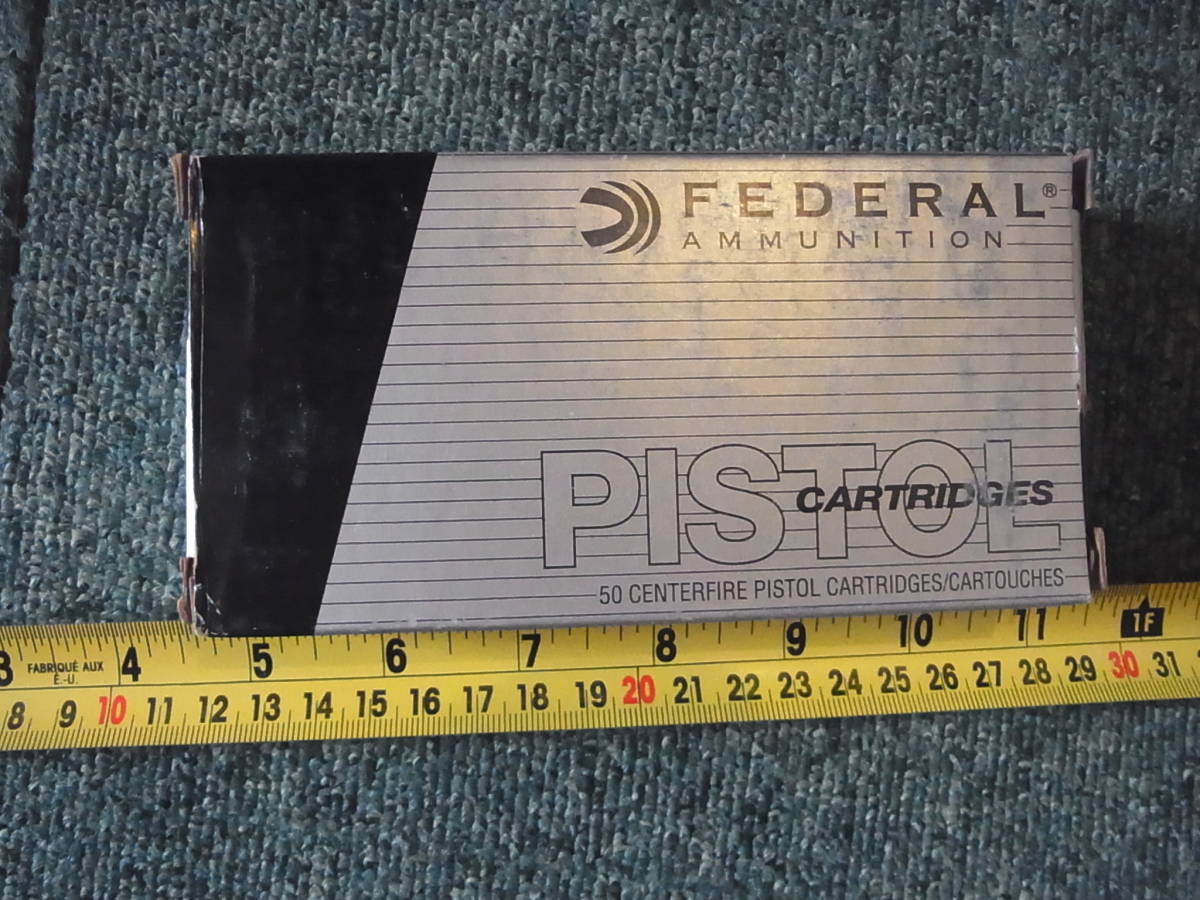 FEDERAL®
AMMUNITION
PISTOL
CARTRIDGES
50 CENTERFIRE PISTOL CARTRIDGES/CARTOUCHES
3 4 5 6 7 8 9 10 11 1F
FABRIQUÉ AUX
É.-U.
8 9 10 11 12 13 14 15 16 17 18 19 20 21 22 23 24 25 26 27 28 29 30 31